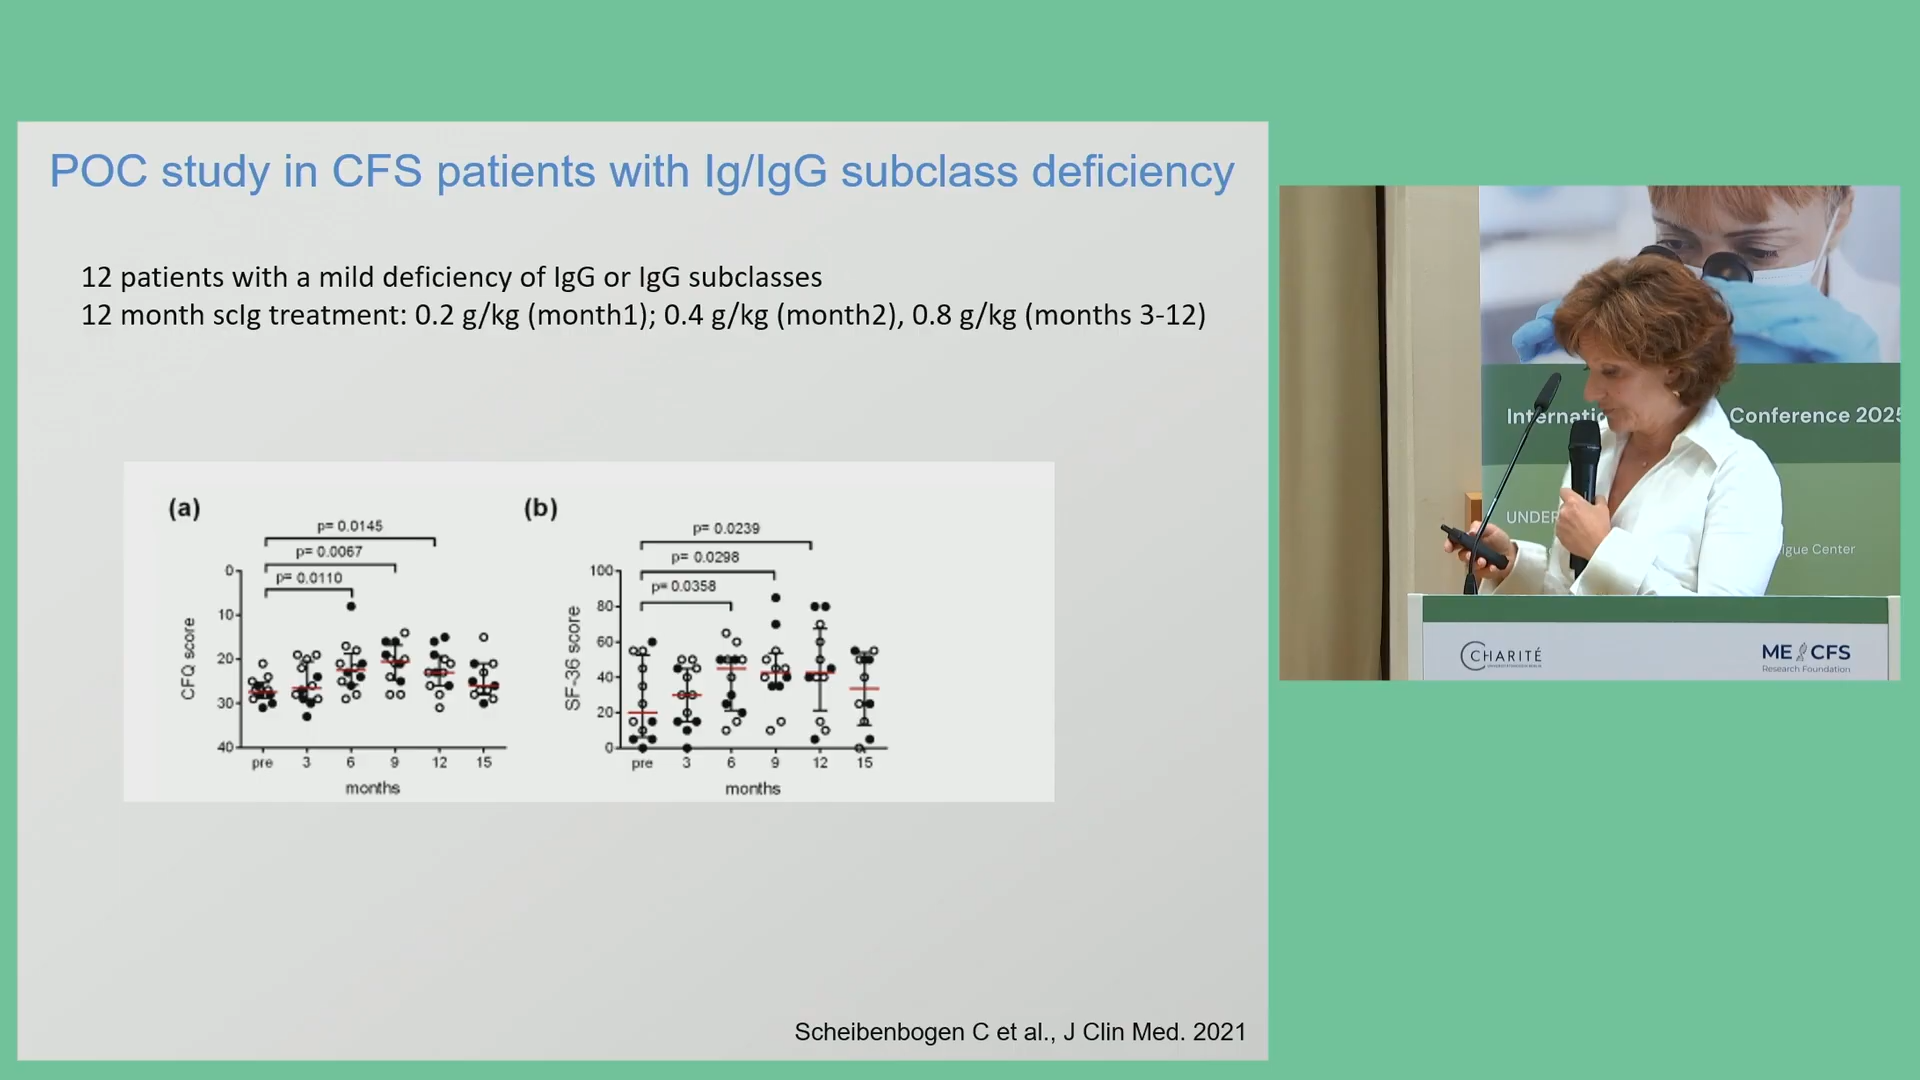 POC study in CFS patients with Ig/IgG subclass deficiency
12 patients with a mild deficiency of IgG or IgG subclasses
12 month scIg treatment: 0.2 g/kg (month1); 0.4 g/kg (month2), 0.8 g/kg (months 3-12)
(a)
p= 0.0145
p= 0.0067
p= 0.0110
CFQ score
0
10
20
30
40
pre 3 6 9 12 15
months
(b)
p= 0.0239
p= 0.0298
p= 0.0358
SF-36 score
100
80
60
40
20
0
pre 3 6 9 12 15
months
Scheibenbogen C et al., J Clin Med. 2021
Conference 2025
UNDER
Center
CHARITÉ
ME CFS
Research Foundation